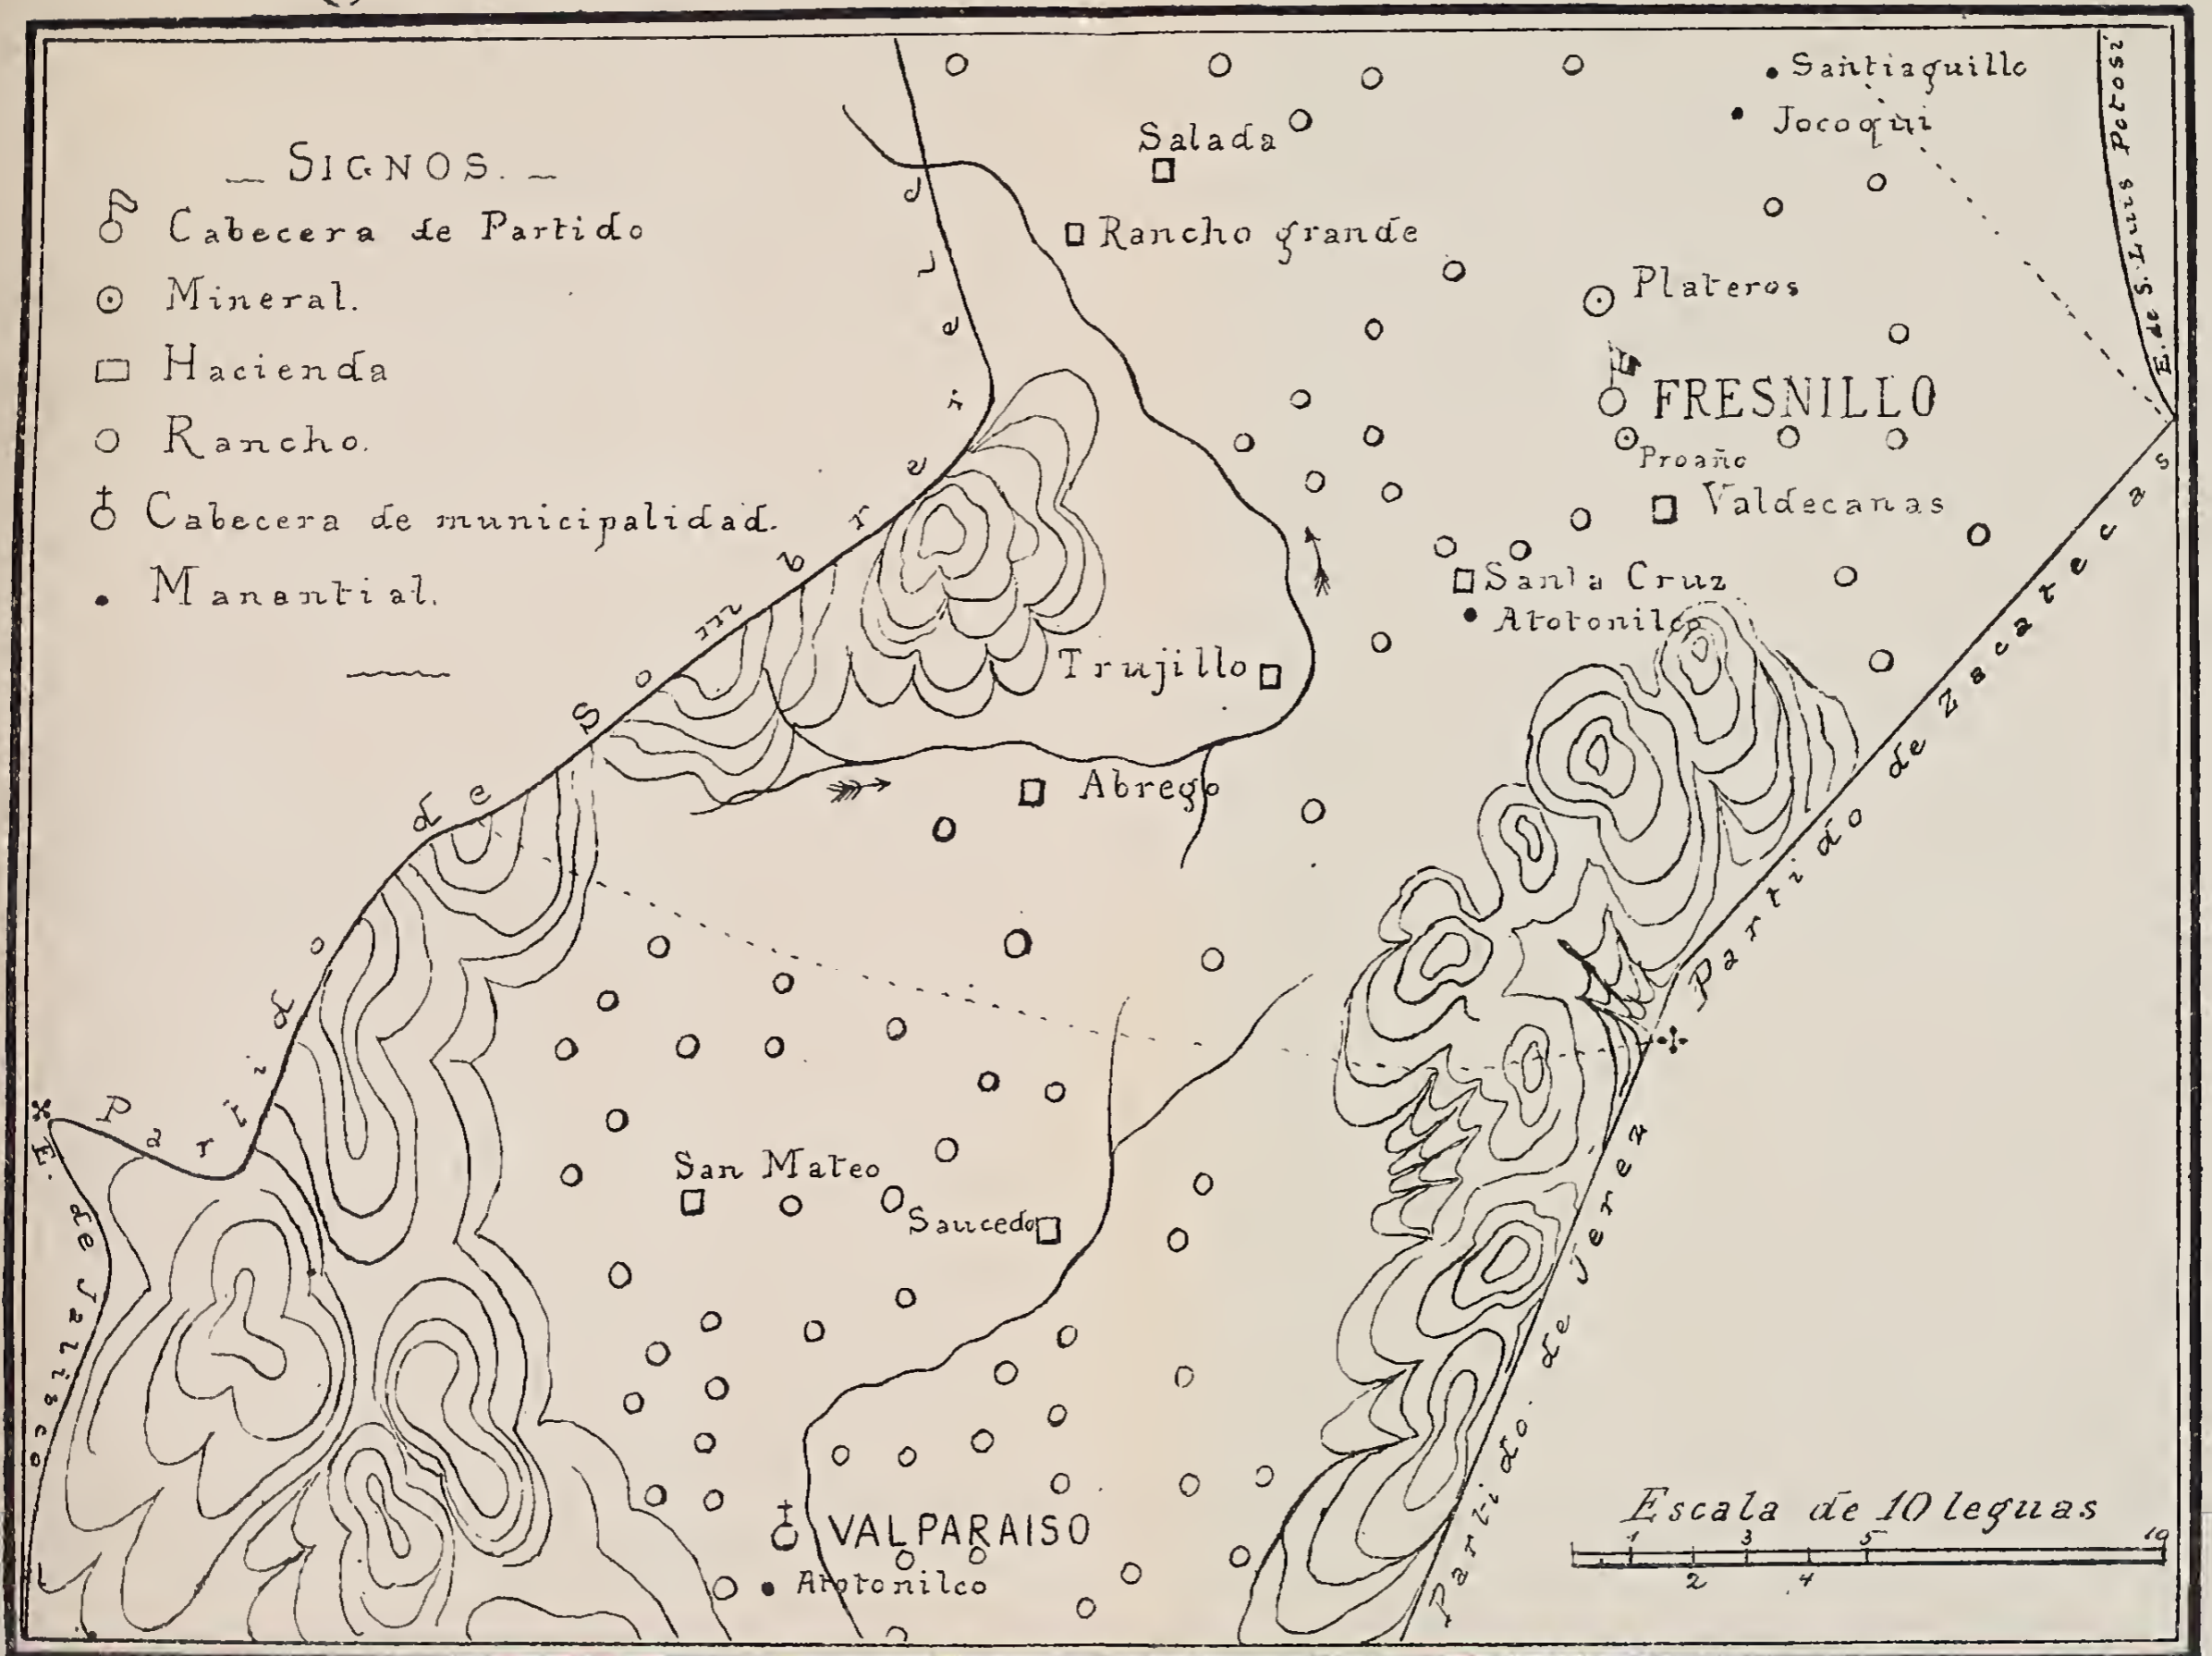 SIGNOS.
Cabecera de Partido
Mineral.
Hacienda
Rancho.
Cabecera de municipalidad.
Manantial.
Santiaguillo
Jocoqui
Salada
Rancho grande
Plateros
FRESNILLO
Proaño
Valdecanas
Santa Cruz
Atotonilco
Trujillo
Abrego
San Mateo
Saucedo
VALPARAISO
Atotonilco
Partido de Sombrerete
E. de S. Luis Potosi
Partido de Zacatecas
Partido de Jerez
E. de Jalisco
Escala de 10 leguas
1 3 5 10
2 4